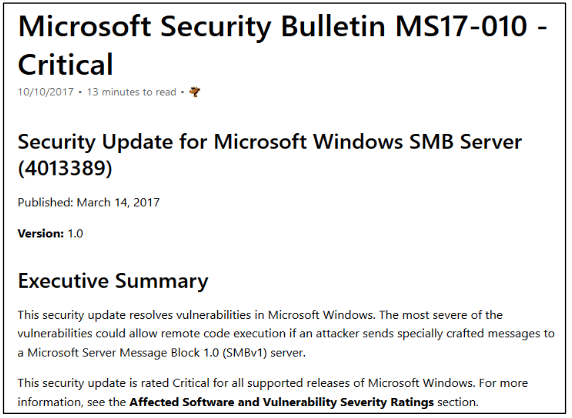 Microsoft Security Bulletin MS17-010 -
Critical
10/10/2017 • 13 minutes to read •
Security Update for Microsoft Windows SMB Server
(4013389)
Published: March 14, 2017
Version: 1.0
Executive Summary
This security update resolves vulnerabilities in Microsoft Windows. The most severe of the
vulnerabilities could allow remote code execution if an attacker sends specially crafted messages to
a Microsoft Server Message Block 1.0 (SMBv1) server.
This security update is rated Critical for all supported releases of Microsoft Windows. For more
information, see the Affected Software and Vulnerability Severity Ratings section.